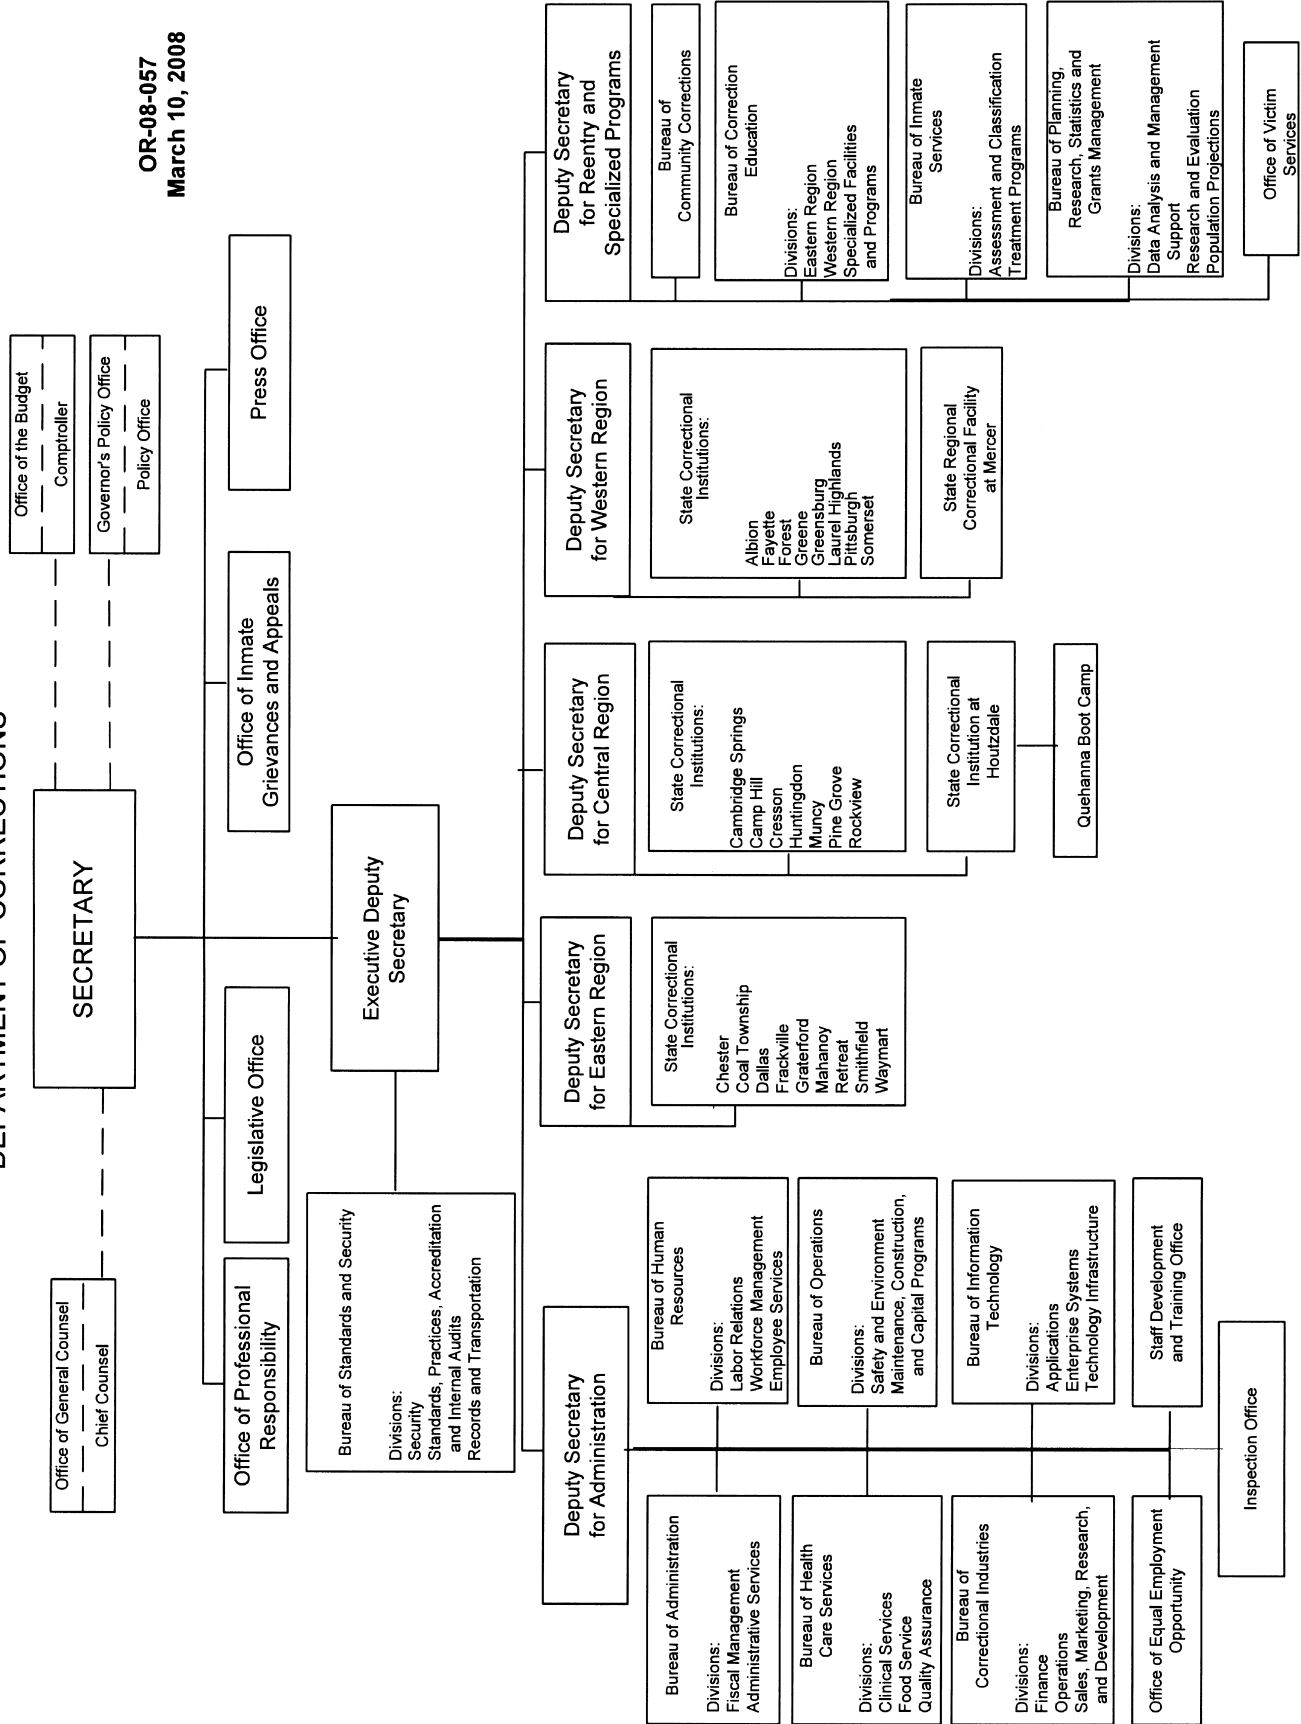 DEPARTMENT OF CORRECTIONS
OR-08-057
March 10, 2008
SECRETARY
Office of General Counsel
Chief Counsel
Office of the Budget
Comptroller
Governor's Policy Office
Policy Office
Office of Professional
Responsibility
Legislative Office
Office of Inmate
Grievances and Appeals
Press Office
Executive Deputy
Secretary
Bureau of Standards and Security
Divisions:
Security
Standards, Practices, Accreditation
and Internal Audits
Records and Transportation
Deputy Secretary
for Administration
Bureau of Administration
Divisions:
Fiscal Management
Administrative Services
Bureau of Human
Resources
Divisions:
Labor Relations
Workforce Management
Employee Services
Bureau of Health
Care Services
Divisions:
Clinical Services
Food Service
Quality Assurance
Bureau of Operations
Divisions:
Safety and Environment
Maintenance, Construction,
and Capital Programs
Bureau of
Correctional Industries
Divisions:
Finance
Operations
Sales, Marketing, Research,
and Development
Bureau of Information
Technology
Divisions:
Applications
Enterprise Systems
Technology Infrastructure
Office of Equal Employment
Opportunity
Staff Development
and Training Office
Inspection Office
Deputy Secretary
for Eastern Region
State Correctional
Institutions:
Chester
Coal Township
Dallas
Frackville
Graterford
Mahanoy
Retreat
Smithfield
Waymart
Deputy Secretary
for Central Region
State Correctional
Institutions:
Cambridge Springs
Camp Hill
Cresson
Huntingdon
Muncy
Pine Grove
Rockview
State Correctional
Institution at
Houtzdale
Quehanna Boot Camp
Deputy Secretary
for Western Region
State Correctional
Institutions:
Albion
Fayette
Forest
Greene
Greensburg
Laurel Highlands
Pittsburgh
Somerset
State Regional
Correctional Facility
at Mercer
Deputy Secretary
for Reentry and
Specialized Programs
Bureau of
Community Corrections
Bureau of Correction
Education
Divisions:
Eastern Region
Western Region
Specialized Facilities
and Programs
Bureau of Inmate
Services
Divisions:
Assessment and Classification
Treatment Programs
Bureau of Planning,
Research, Statistics and
Grants Management
Divisions:
Data Analysis and Management
Support
Research and Evaluation
Population Projections
Office of Victim
Services